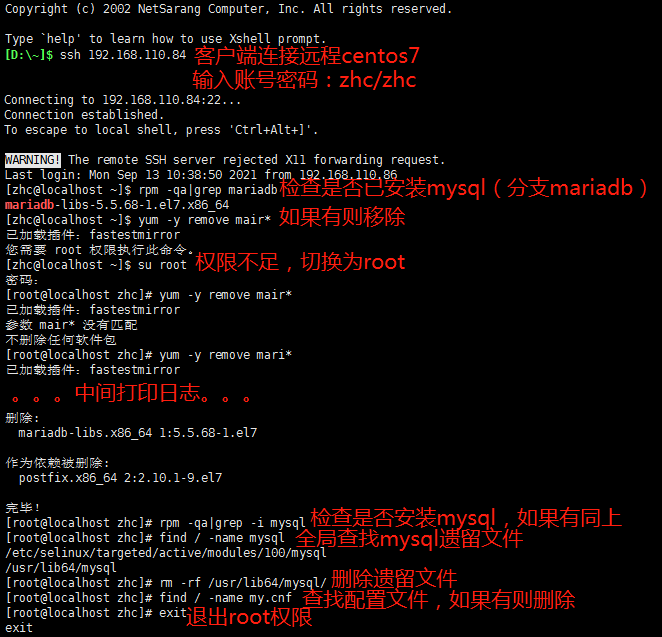 Copyright (c) 2002 NetSarang Computer, Inc. All rights reserved.
Type `help' to learn how to use Xshell prompt.
[D:\~]$ ssh 192.168.110.84 客户端连接远程centos7
输入账号密码：zhc/zhc
Connecting to 192.168.110.84:22...
Connection established.
To escape to local shell, press 'Ctrl+Alt+]'.
WARNING! The remote SSH server rejected X11 forwarding request.
Last login: Mon Sep 13 10:38:50 2021 from 192.168.110.86
[zhc@localhost ~]$ rpm -qa|grep mariadb 检查是否已安装mysql（分支mariadb）
mariadb-libs-5.5.68-1.el7.x86_64
[zhc@localhost ~]$ yum -y remove mair* 如果有则移除
已加载插件：fastestmirror
您需要 root 权限执行此命令。
[zhc@localhost ~]$ su root 权限不足，切换为root
密码：
[root@localhost zhc]# yum -y remove mair*
已加载插件：fastestmirror
参数 mair* 没有匹配
不删除任何软件包
[root@localhost zhc]# yum -y remove mari*
已加载插件：fastestmirror
。。。中间打印日志。。。
删除:
mariadb-libs.x86_64 1:5.5.68-1.el7
作为依赖被删除:
postfix.x86_64 2:2.10.1-9.el7
完毕！
[root@localhost zhc]# rpm -qa|grep -i mysql 检查是否安装mysql，如果有同上
[root@localhost zhc]# find / -name mysql 全局查找mysql遗留文件
/etc/selinux/targeted/active/modules/100/mysql
/usr/lib64/mysql
[root@localhost zhc]# rm -rf /usr/lib64/mysql/ 删除遗留文件
[root@localhost zhc]# find / -name my.cnf 查找配置文件，如果有则删除
[root@localhost zhc]# exit 退出root权限
exit